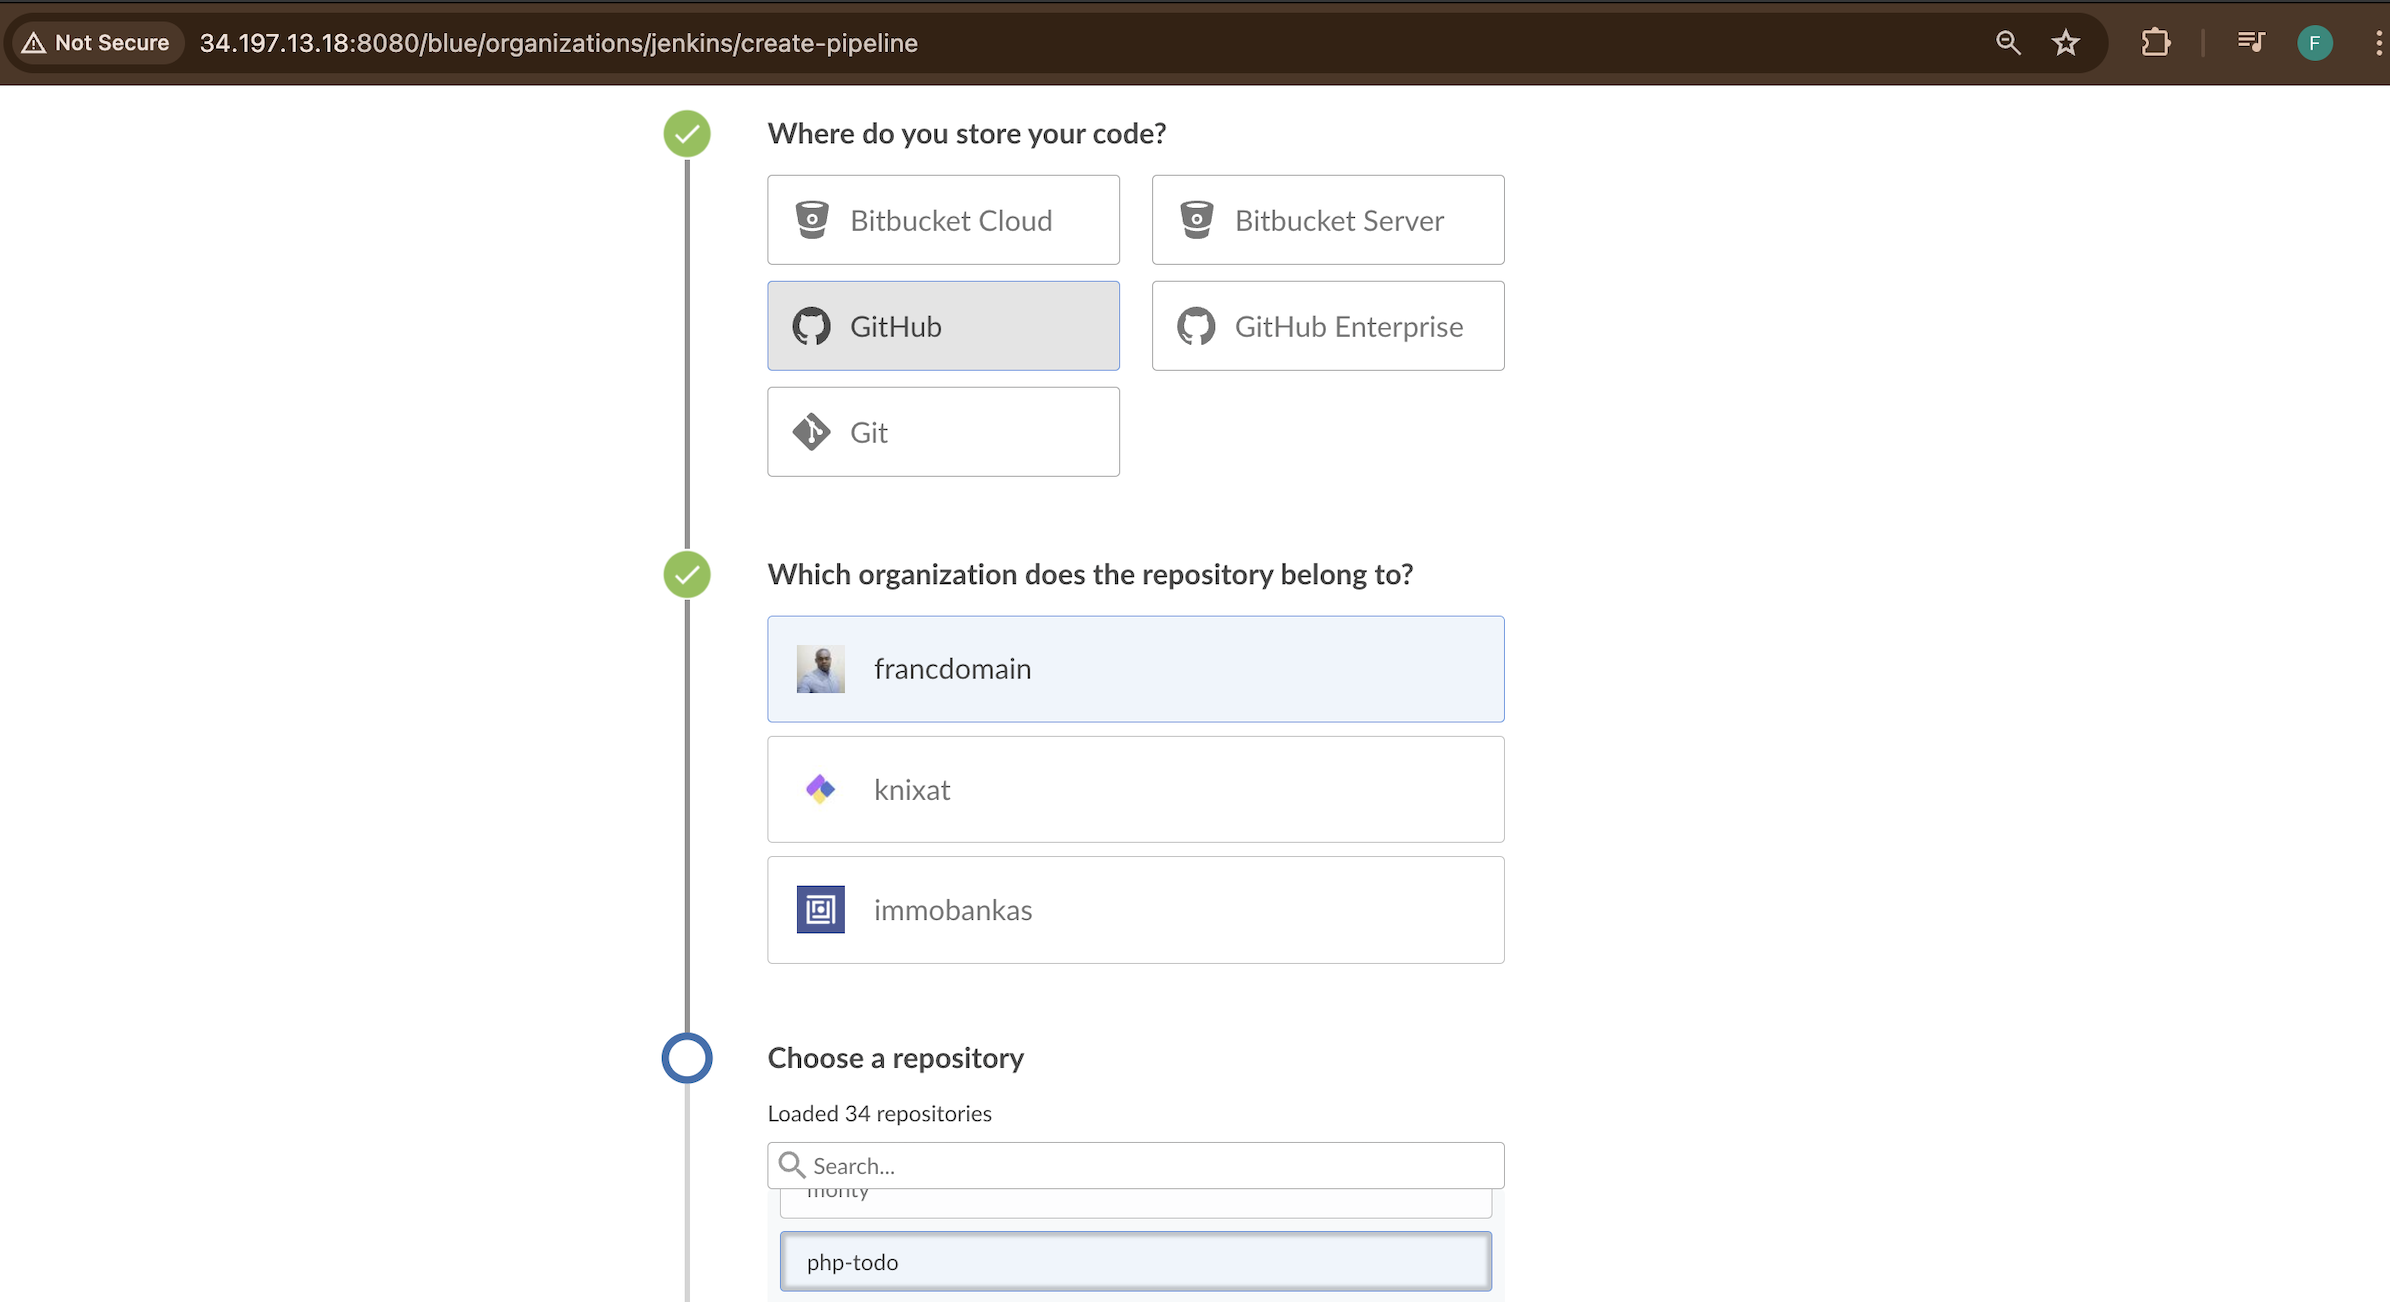 Not Secure 34.197.13.18:8080/blue/organizations/jenkins/create-pipeline F
Where do you store your code?
Bitbucket Cloud Bitbucket Server
GitHub GitHub Enterprise
Git
Which organization does the repository belong to?
francdomain
knixat
immobankas
Choose a repository
Loaded 34 repositories
Search...
monty
php-todo